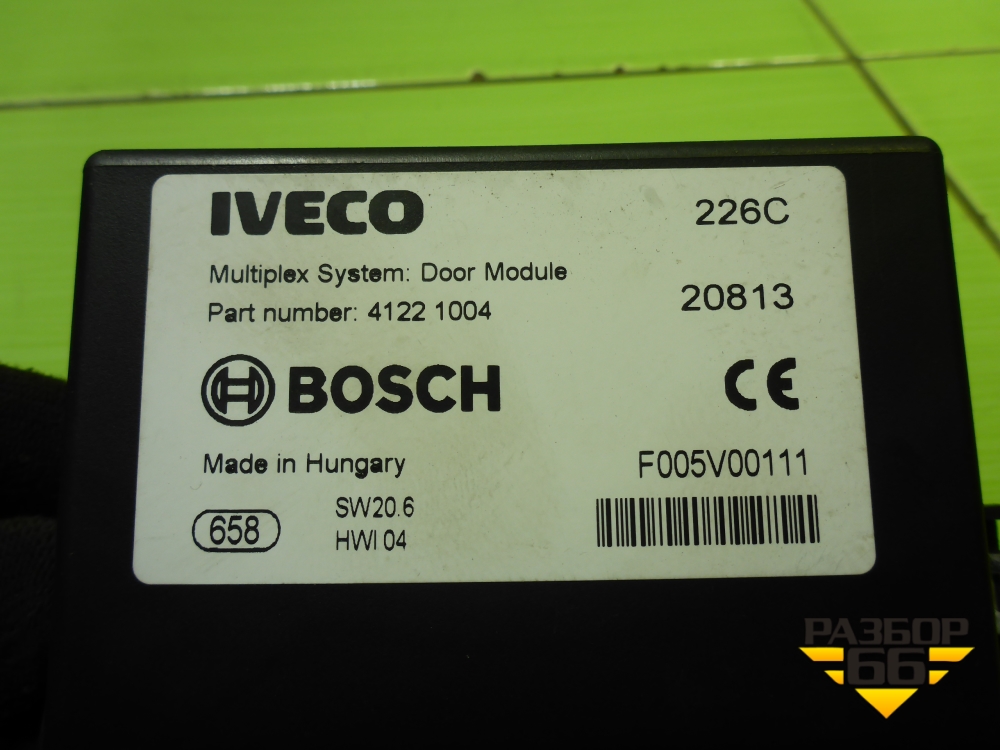 IVECO
226C
Multiplex System: Door Module
20813
Part number: 4122 1004
BOSCH
CE
Made in Hungary
F005V00111
658
SW20.6
HWI 04
РАЗБОР
66